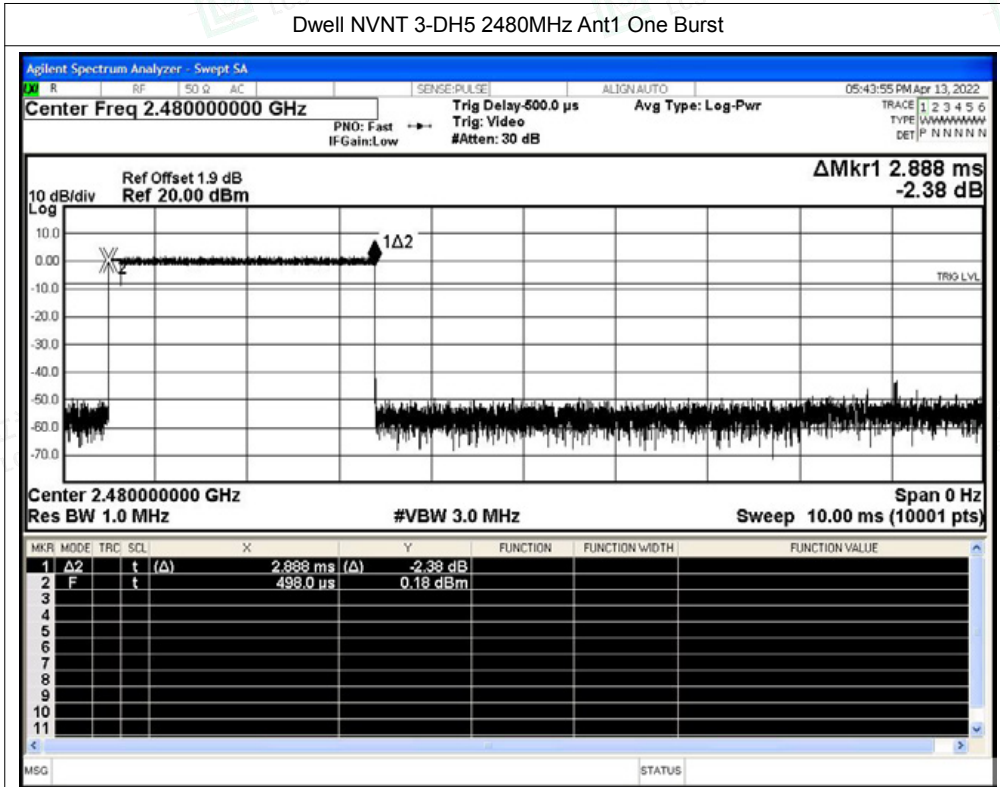 Dwell NVNT 3-DH5 2480MHz Ant1 One Burst
Agilent Spectrum Analyzer - Swept SA
R RF 50 Ω AC SENSE:PULSE ALIGN AUTO 05:43:55 PM Apr 13, 2022
Center Freq 2.480000000 GHz
PNO: Fast
IFGain:Low
Trig Delay-500.0 µs
Trig: Video
#Atten: 30 dB
Avg Type: Log-Pwr
TRACE 1 2 3 4 5 6
TYPE
DET P N N N N N
ΔMkr1 2.888 ms
-2.38 dB
Ref Offset 1.9 dB
10 dB/div Ref 20.00 dBm
Log
10.0
0.00
-10.0
-20.0
-30.0
-40.0
-50.0
-60.0
-70.0
2
1Δ2
TRIG LVL
Center 2.480000000 GHz Span 0 Hz
Res BW 1.0 MHz #VBW 3.0 MHz Sweep 10.00 ms (10001 pts)
MKR MODE TRC SCL X Y FUNCTION FUNCTION WIDTH FUNCTION VALUE
1 Δ2 t (Δ) 2.888 ms (Δ) -2.38 dB
2 F t 498.0 µs 0.18 dBm
3
4
5
6
7
8
9
10
11
MSG STATUS